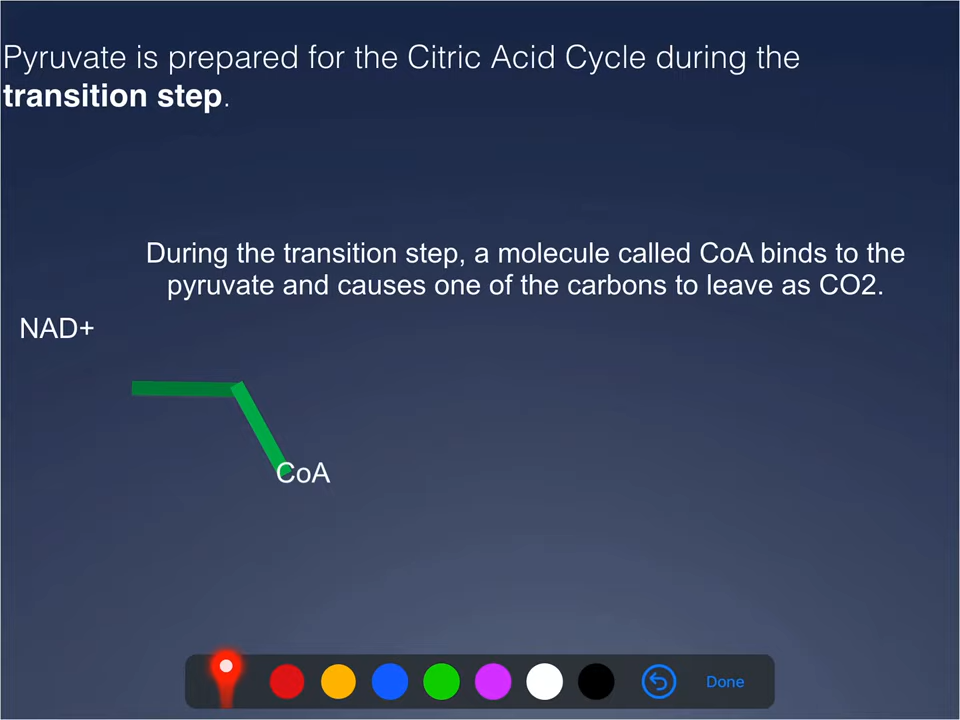 Pyruvate is prepared for the Citric Acid Cycle during the
transition step.
During the transition step, a molecule called CoA binds to the
pyruvate and causes one of the carbons to leave as CO2.
NAD+
CoA
Done